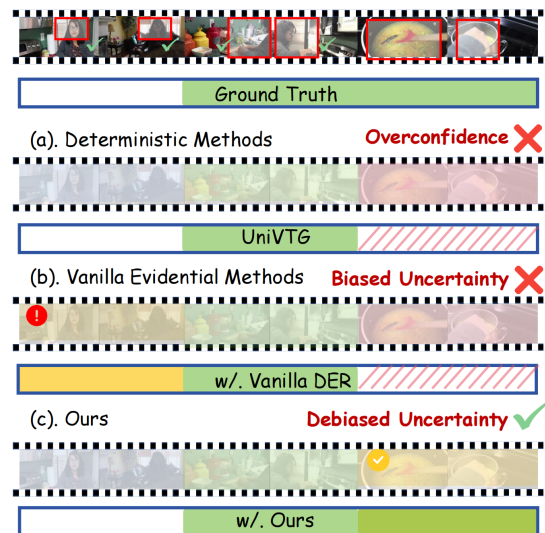 Ground Truth
(a). Deterministic Methods Overconfidence
UniVTG
(b). Vanilla Evidential Methods Biased Uncertainty
!
w/. Vanilla DER
(c). Ours Debiased Uncertainty
w/. Ours